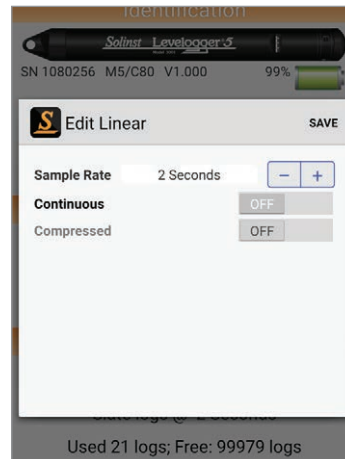 Identification
Solinst Levelogger 5
SN 1080256 M5/C80 V1.000 99%
S Edit Linear SAVE
Sample Rate 2 Seconds − +
Continuous OFF
Compressed OFF
Used 21 logs; Free: 99979 logs